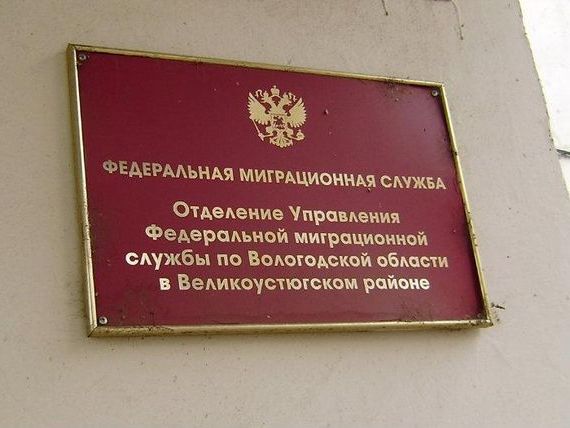 ФЕДЕРАЛЬНАЯ МИГРАЦИОННАЯ СЛУЖБА
Отделение Управления
Федеральной миграционной
службы по Вологодской области
в Великоустюгском районе